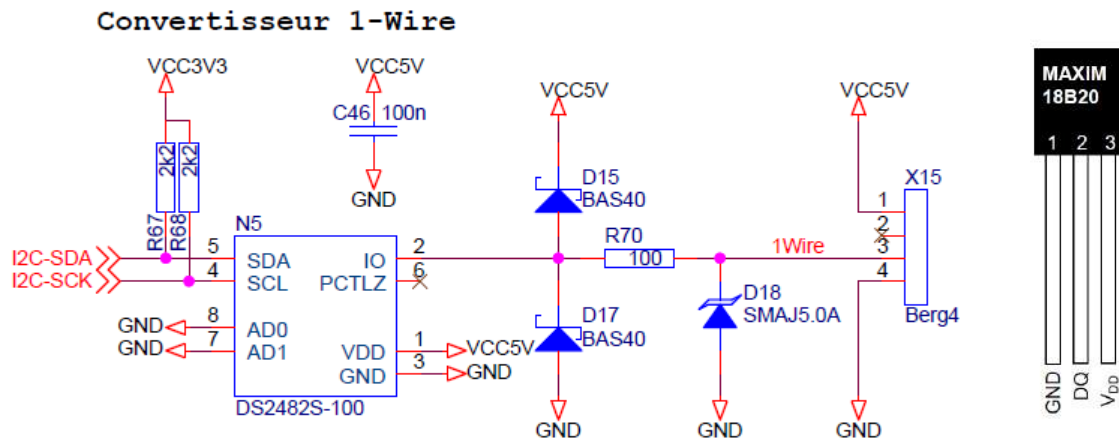 Convertisseur 1-Wire
VCC3V3
VCC5V
C46 100n
GND
2k2
2k2
R67
R68
I2C-SDA
I2C-SCK
N5
5 SDA
4 SCL
8 AD0
7 AD1
GND
GND
IO 2
PCTLZ 6
VDD 1
GND 3
VCC5V
GND
DS2482S-100
VCC5V
D15
BAS40
D17
BAS40
GND
R70
100
1Wire
D18
SMAJ5.0A
GND
VCC5V
X15
1
2
3
4
Berg4
GND
MAXIM
18B20
1 2 3
GND
DQ
VDD